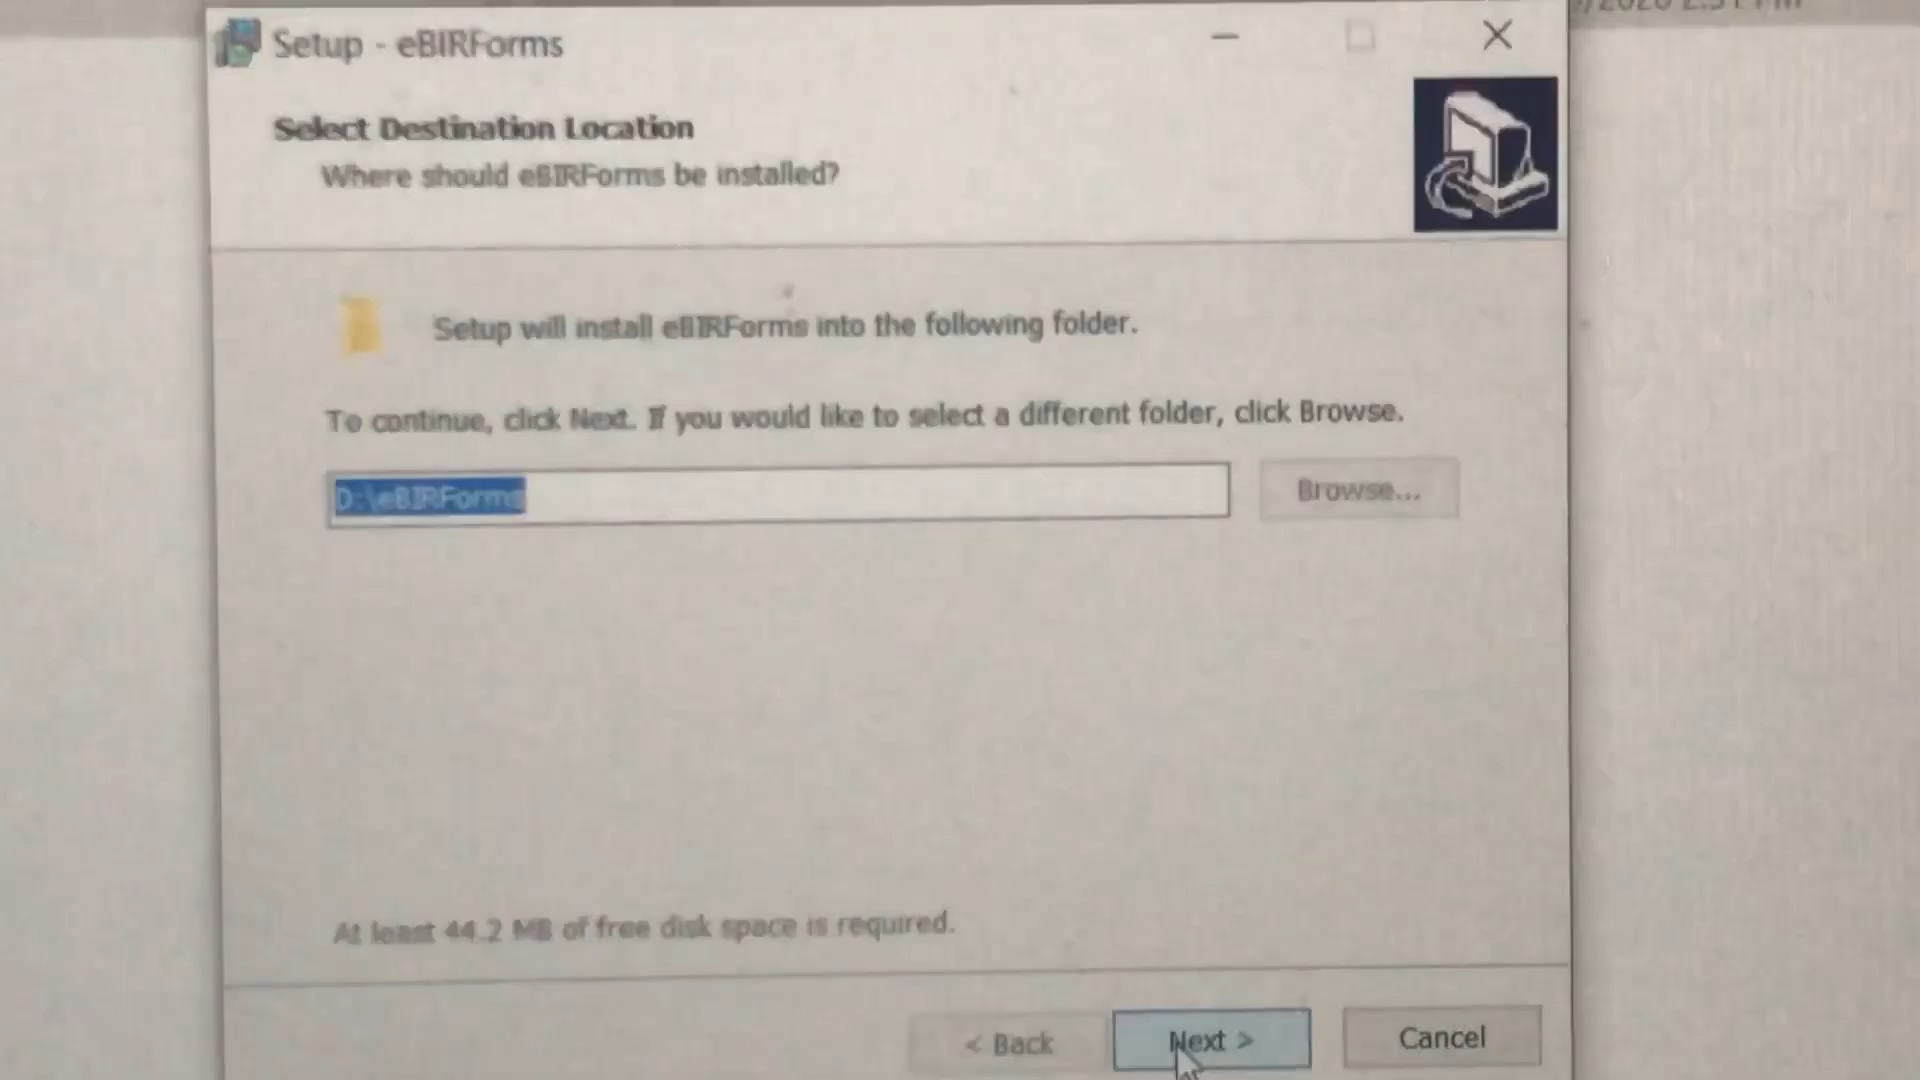 Setup - eBIRForms
Select Destination Location
Where should eBIRForms be installed?
Setup will install eBIRForms into the following folder.
To continue, click Next. If you would like to select a different folder, click Browse.
D:\eBIRForms
Browse...
At least 44.2 MB of free disk space is required.
< Back
Next >
Cancel